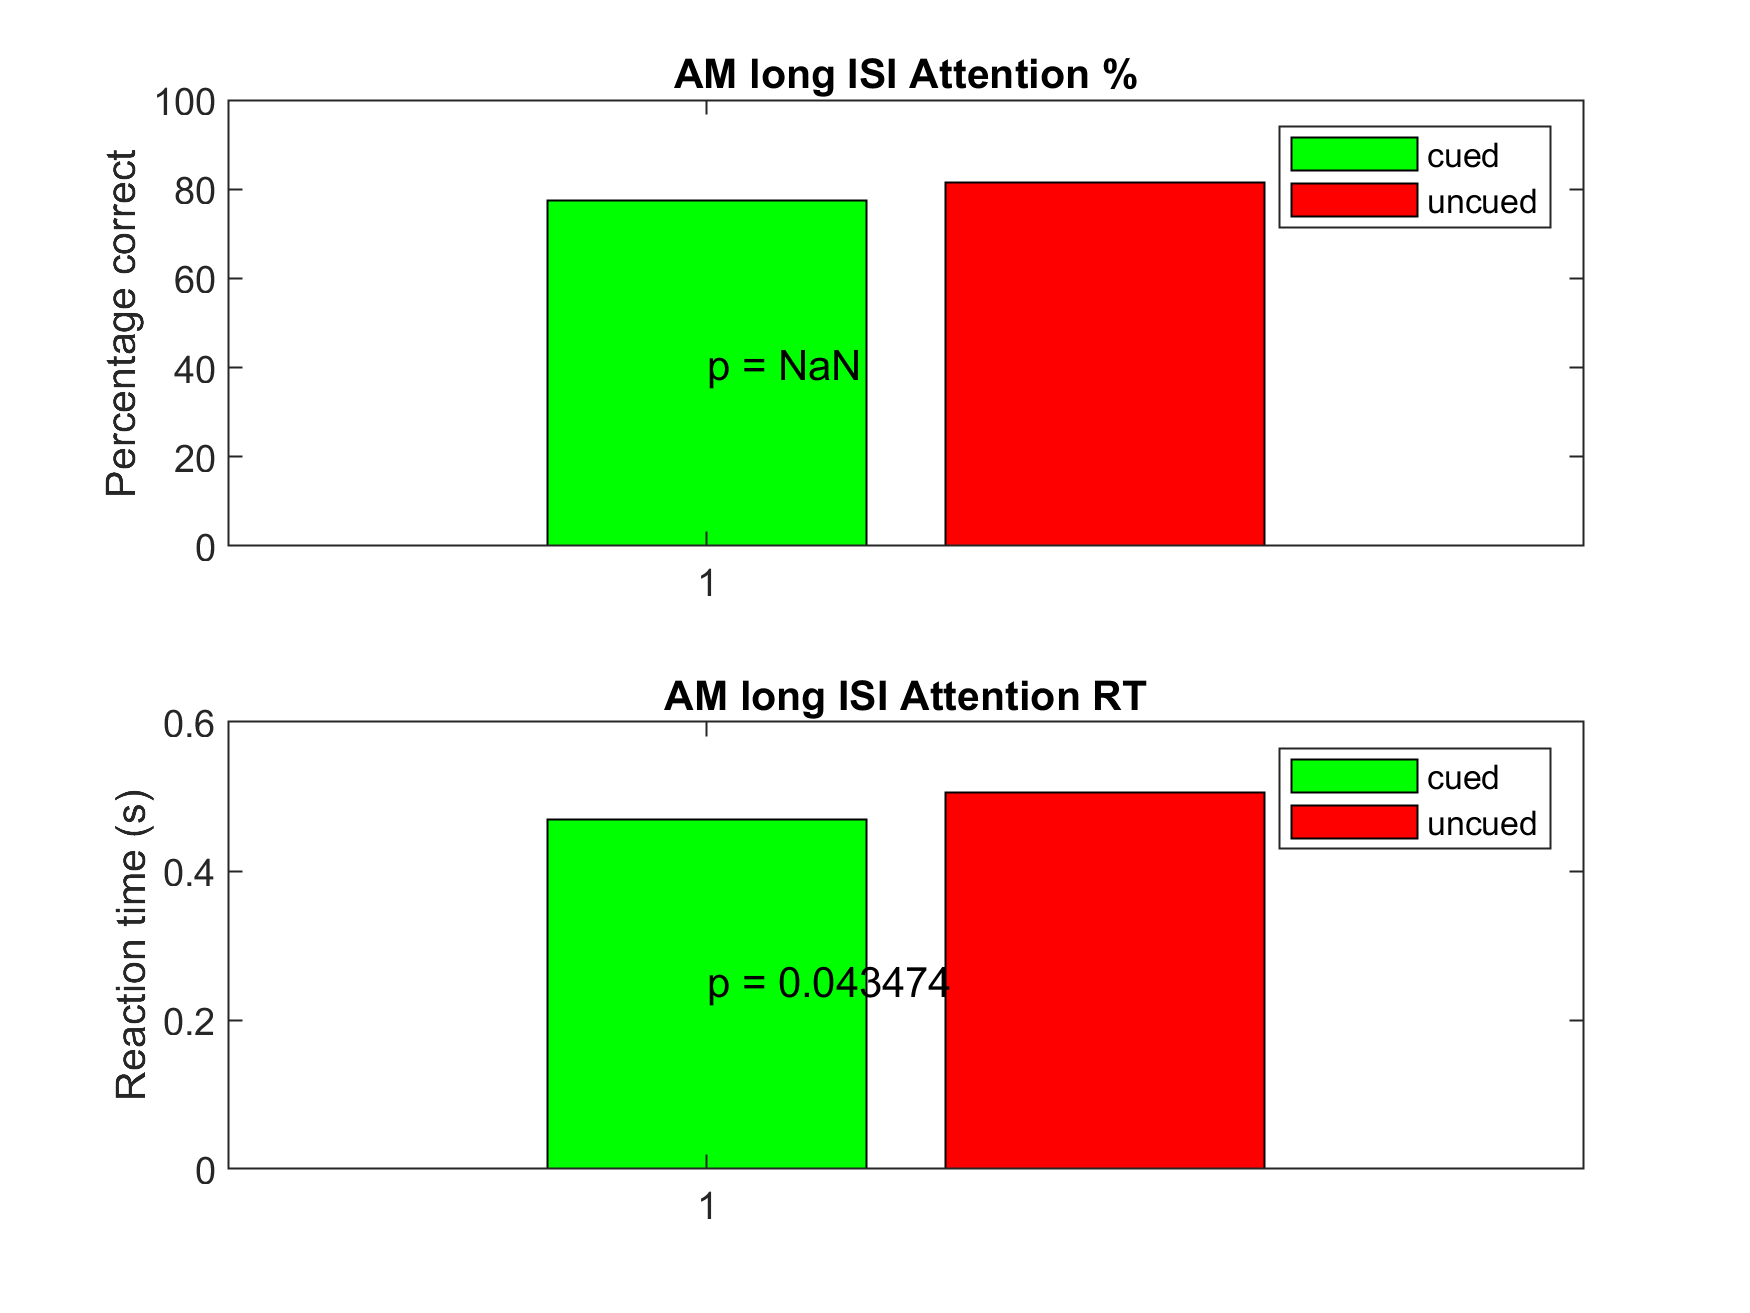 AM long ISI Attention %
Percentage correct
100
80
60
40
20
0
cued
uncued
p = NaN
1
AM long ISI Attention RT
Reaction time (s)
0.6
0.4
0.2
0
cued
uncued
p = 0.043474
1